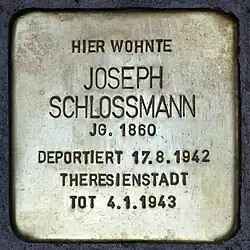 HIER WOHNTE
JOSEPH
SCHLOSSMANN
JG. 1860
DEPORTIERT 17.8.1942
THERESIENSTADT
TOT 4.1.1943